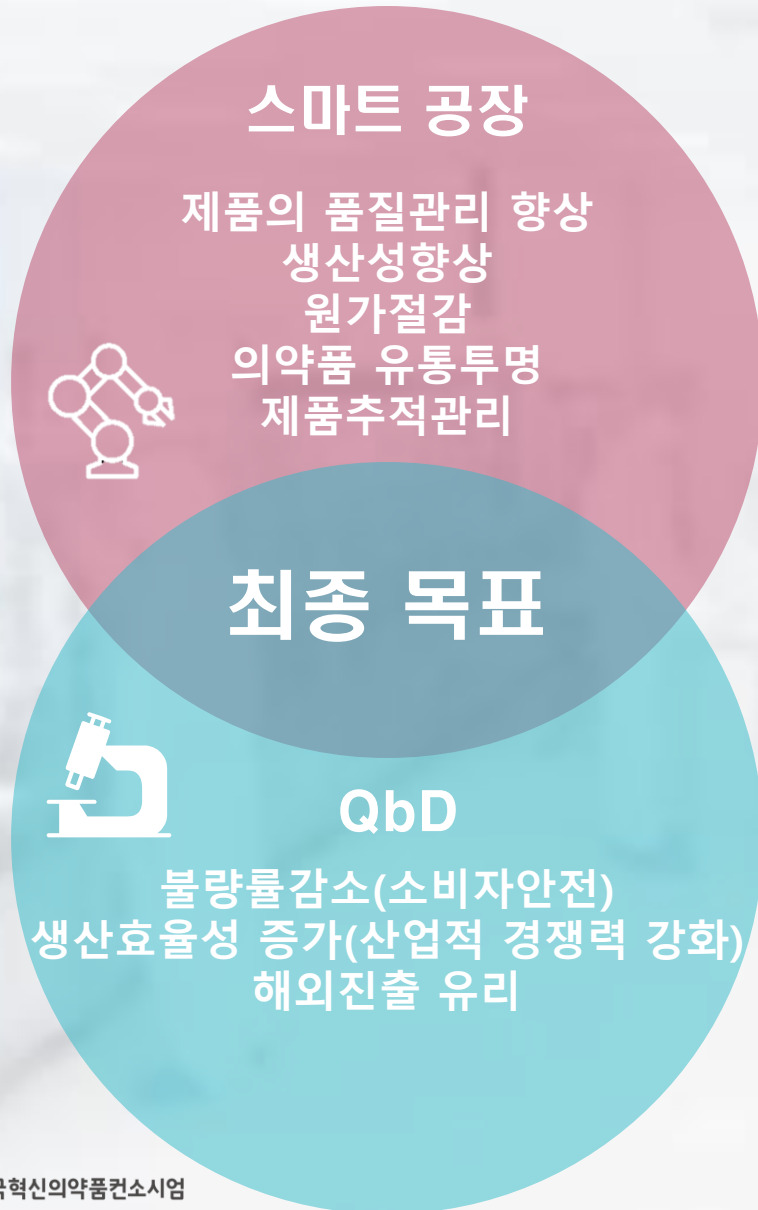 스마트 공장
제품의 품질관리 향상
생산성향상
원가절감
의약품 유통투명
제품추적관리
최종 목표
QbD
불량률감소(소비자안전)
생산효율성 증가(산업적 경쟁력 강화)
해외진출 유리
국혁신의약품컨소시엄